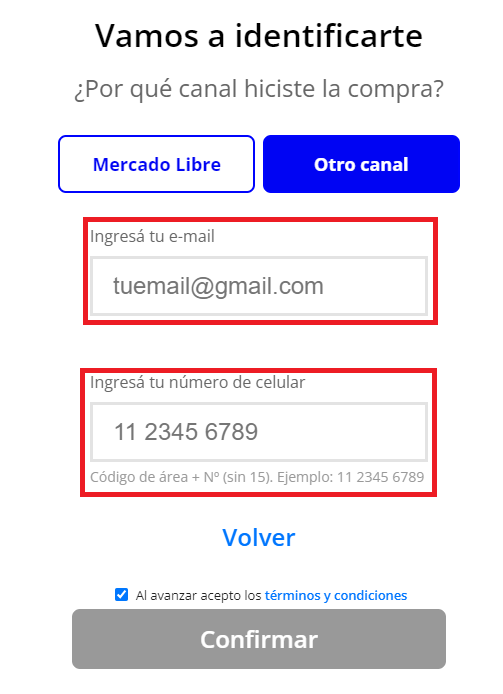 Vamos a identificarte
¿Por qué canal hiciste la compra?
Mercado Libre
Otro canal
Ingresá tu e-mail
tuemail@gmail.com
Ingresá tu número de celular
11 2345 6789
Código de área + Nº (sin 15). Ejemplo: 11 2345 6789
Volver
Al avanzar acepto los términos y condiciones
Confirmar